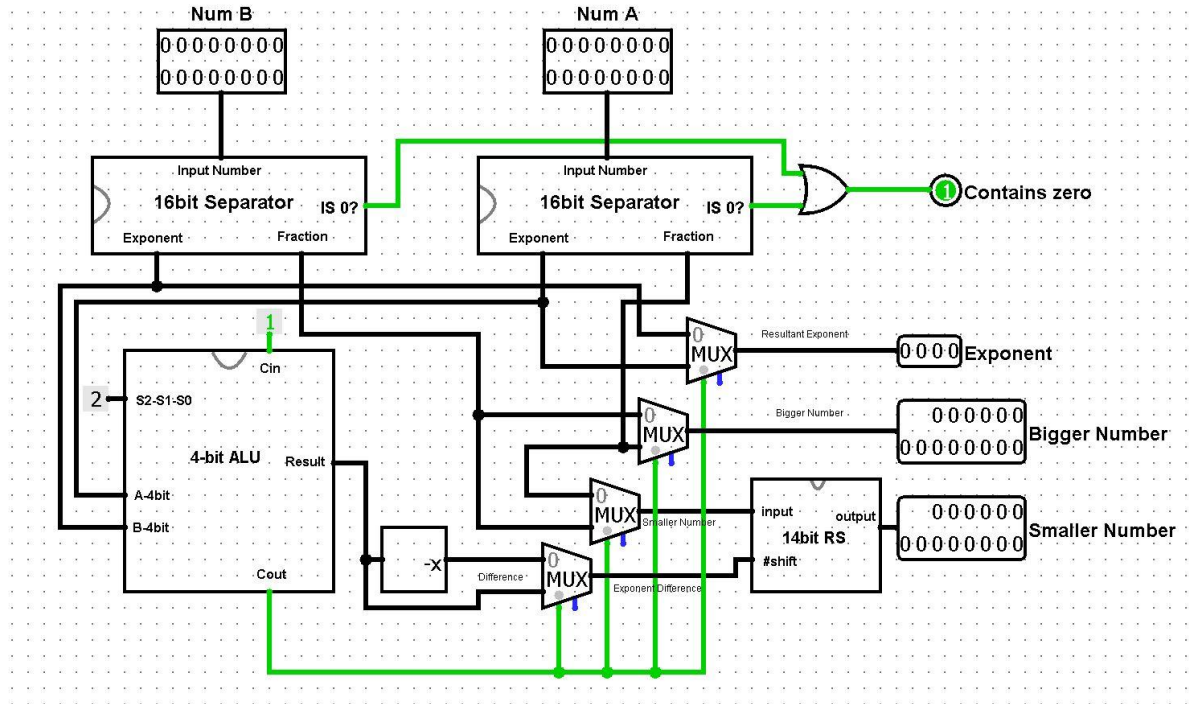 Num B
Num A
00000000
00000000
00000000
00000000
Input Number
16bit Separator
IS 0?
Exponent
Fraction
Input Number
16bit Separator
IS 0?
Exponent
Fraction
1
Contains zero
1
Cin
2
S2-S1-S0
4-bit ALU
Result
A-4bit
B-4bit
Cout
-x
Difference
0
MUX
Resultant Exponent
0000
Exponent
0
MUX
Bigger Number
000000
00000000
Bigger Number
0
MUX
Smaller Number
0
MUX
Exponent Difference
input
output
14bit RS
#shift
000000
00000000
Smaller Number